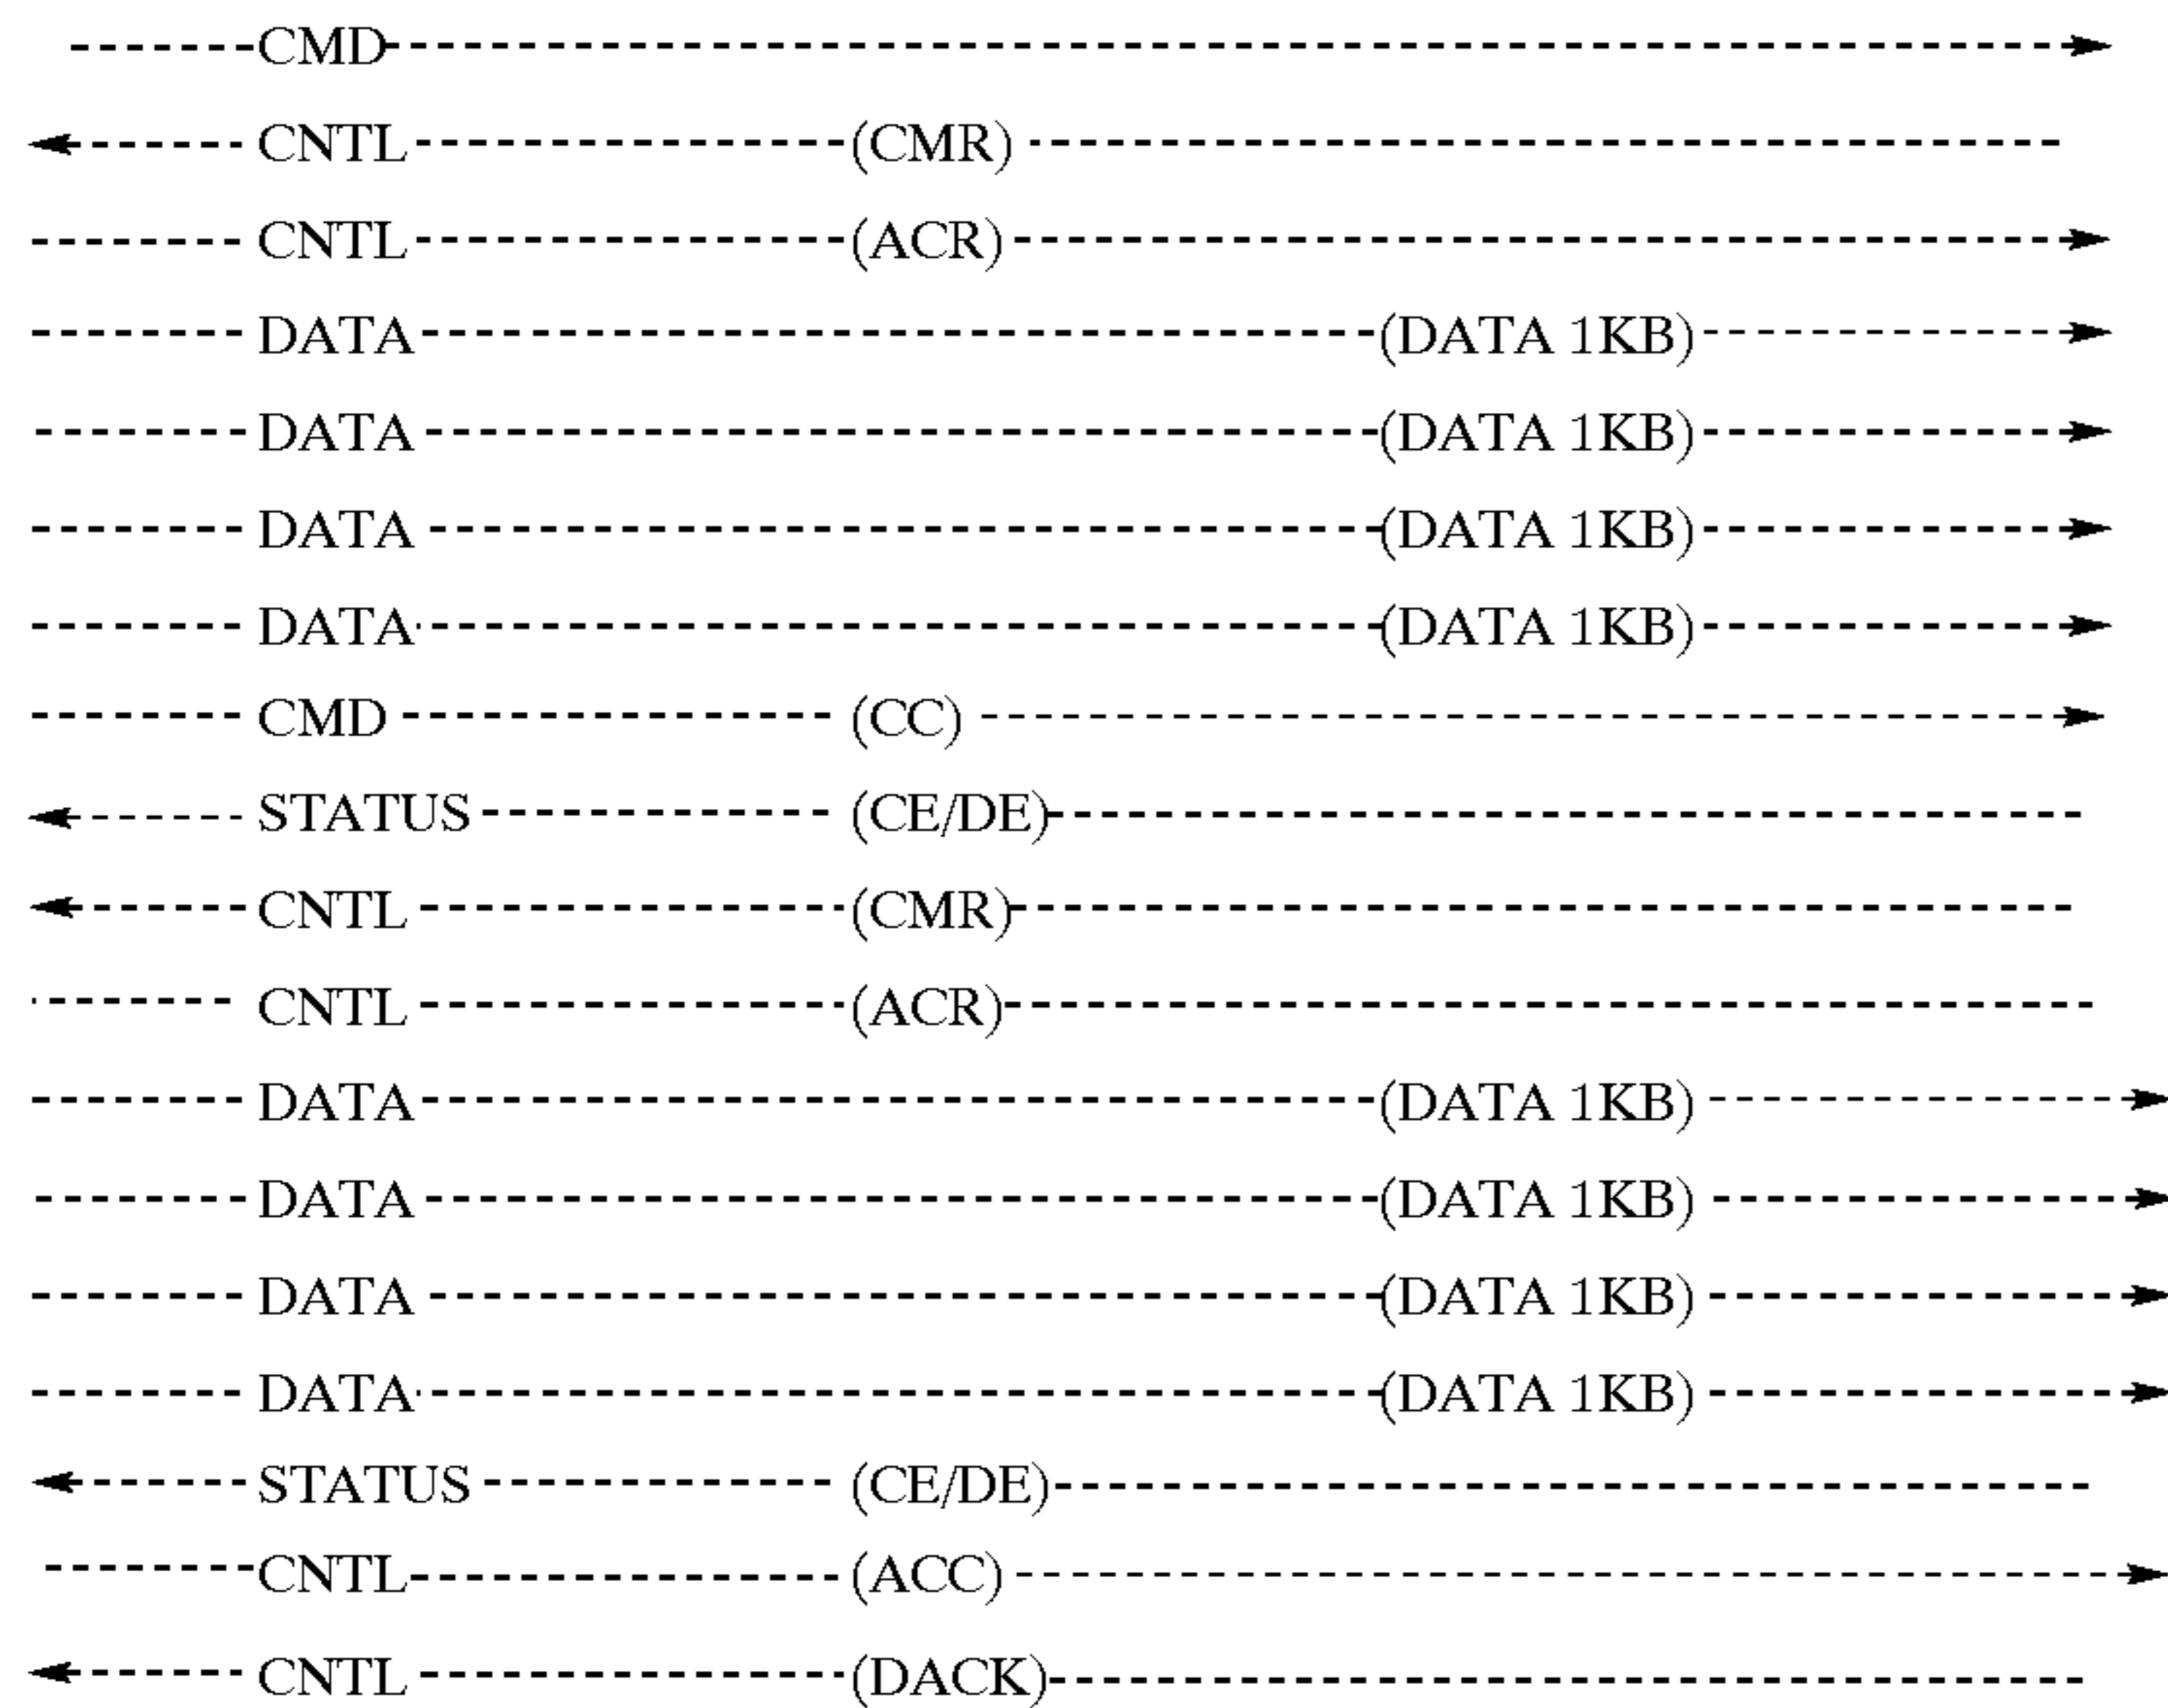 CMD
CNTL (CMR)
CNTL (ACR)
DATA (DATA 1KB)
DATA (DATA 1KB)
DATA (DATA 1KB)
DATA (DATA 1KB)
CMD (CC)
STATUS (CE/DE)
CNTL (CMR)
CNTL (ACR)
DATA (DATA 1KB)
DATA (DATA 1KB)
DATA (DATA 1KB)
DATA (DATA 1KB)
STATUS (CE/DE)
CNTL (ACC)
CNTL (DACK)